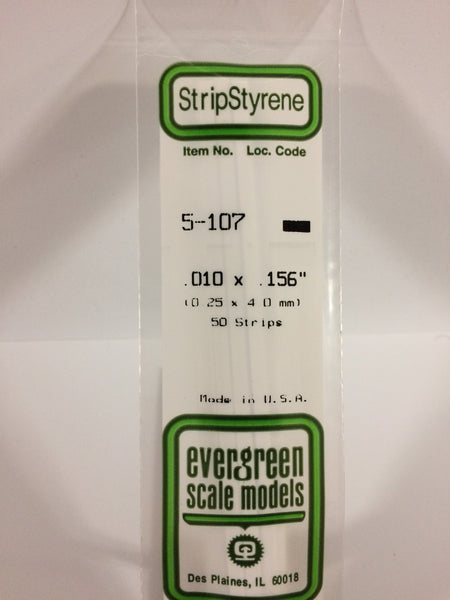 StripStyrene
Item No. Loc. Code
5-107
.010 x .156"
(0.25 x 4.0 mm)
50 Strips
Made in U.S.A.
evergreen
scale models
Des Plaines, IL 60018